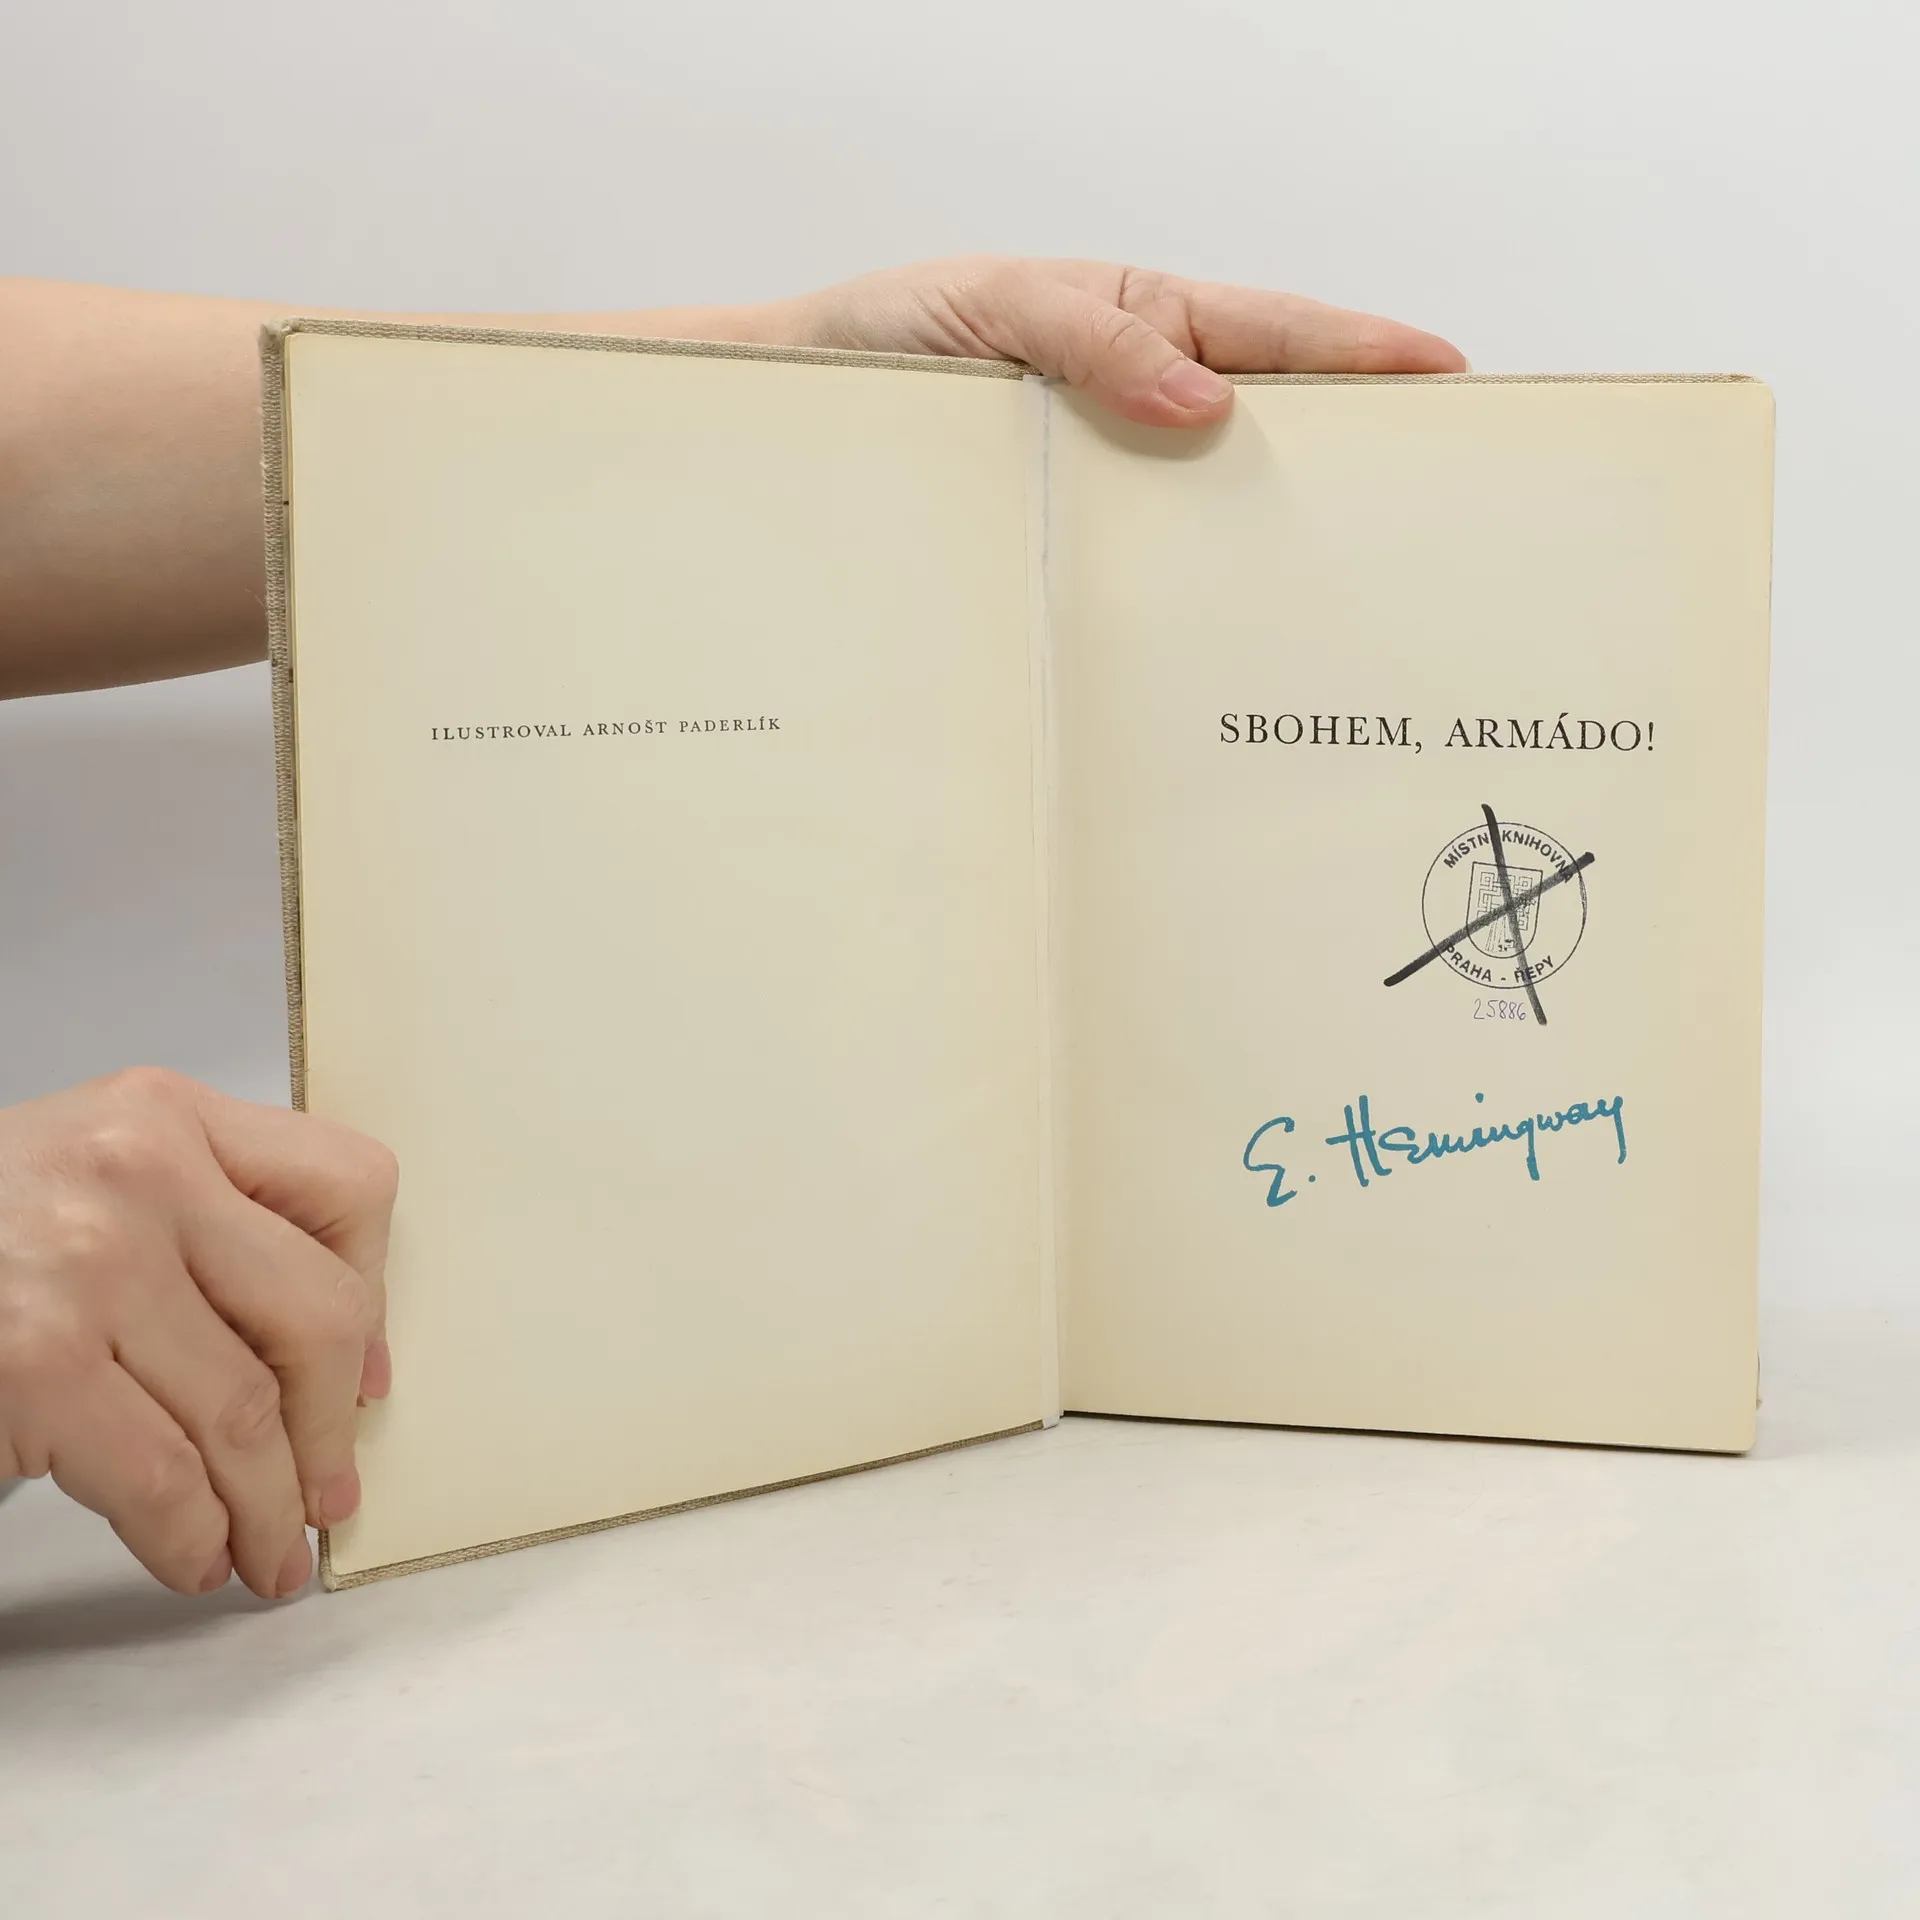 ILUSTROVAL ARNOŠT PADERLÍK
SBOHEM, ARMÁDO!
MÍSTNÍ KNIHOVNA
PRAHA - ŘEPY
25886
E. Hemingway